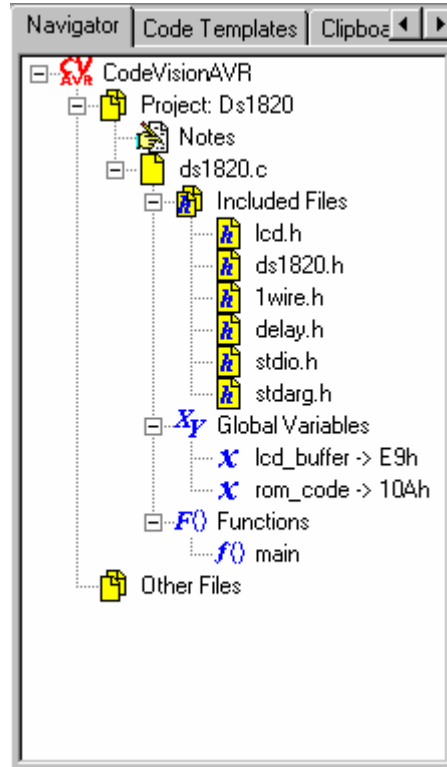 Navigator Code Templates Clipboa
CV AVR CodeVisionAVR
Project: Ds1820
Notes
ds1820.c
h Included Files
h lcd.h
h ds1820.h
h 1wire.h
h delay.h
h stdio.h
h stdarg.h
XY Global Variables
x lcd_buffer -> E9h
x rom_code -> 10Ah
F() Functions
f() main
Other Files